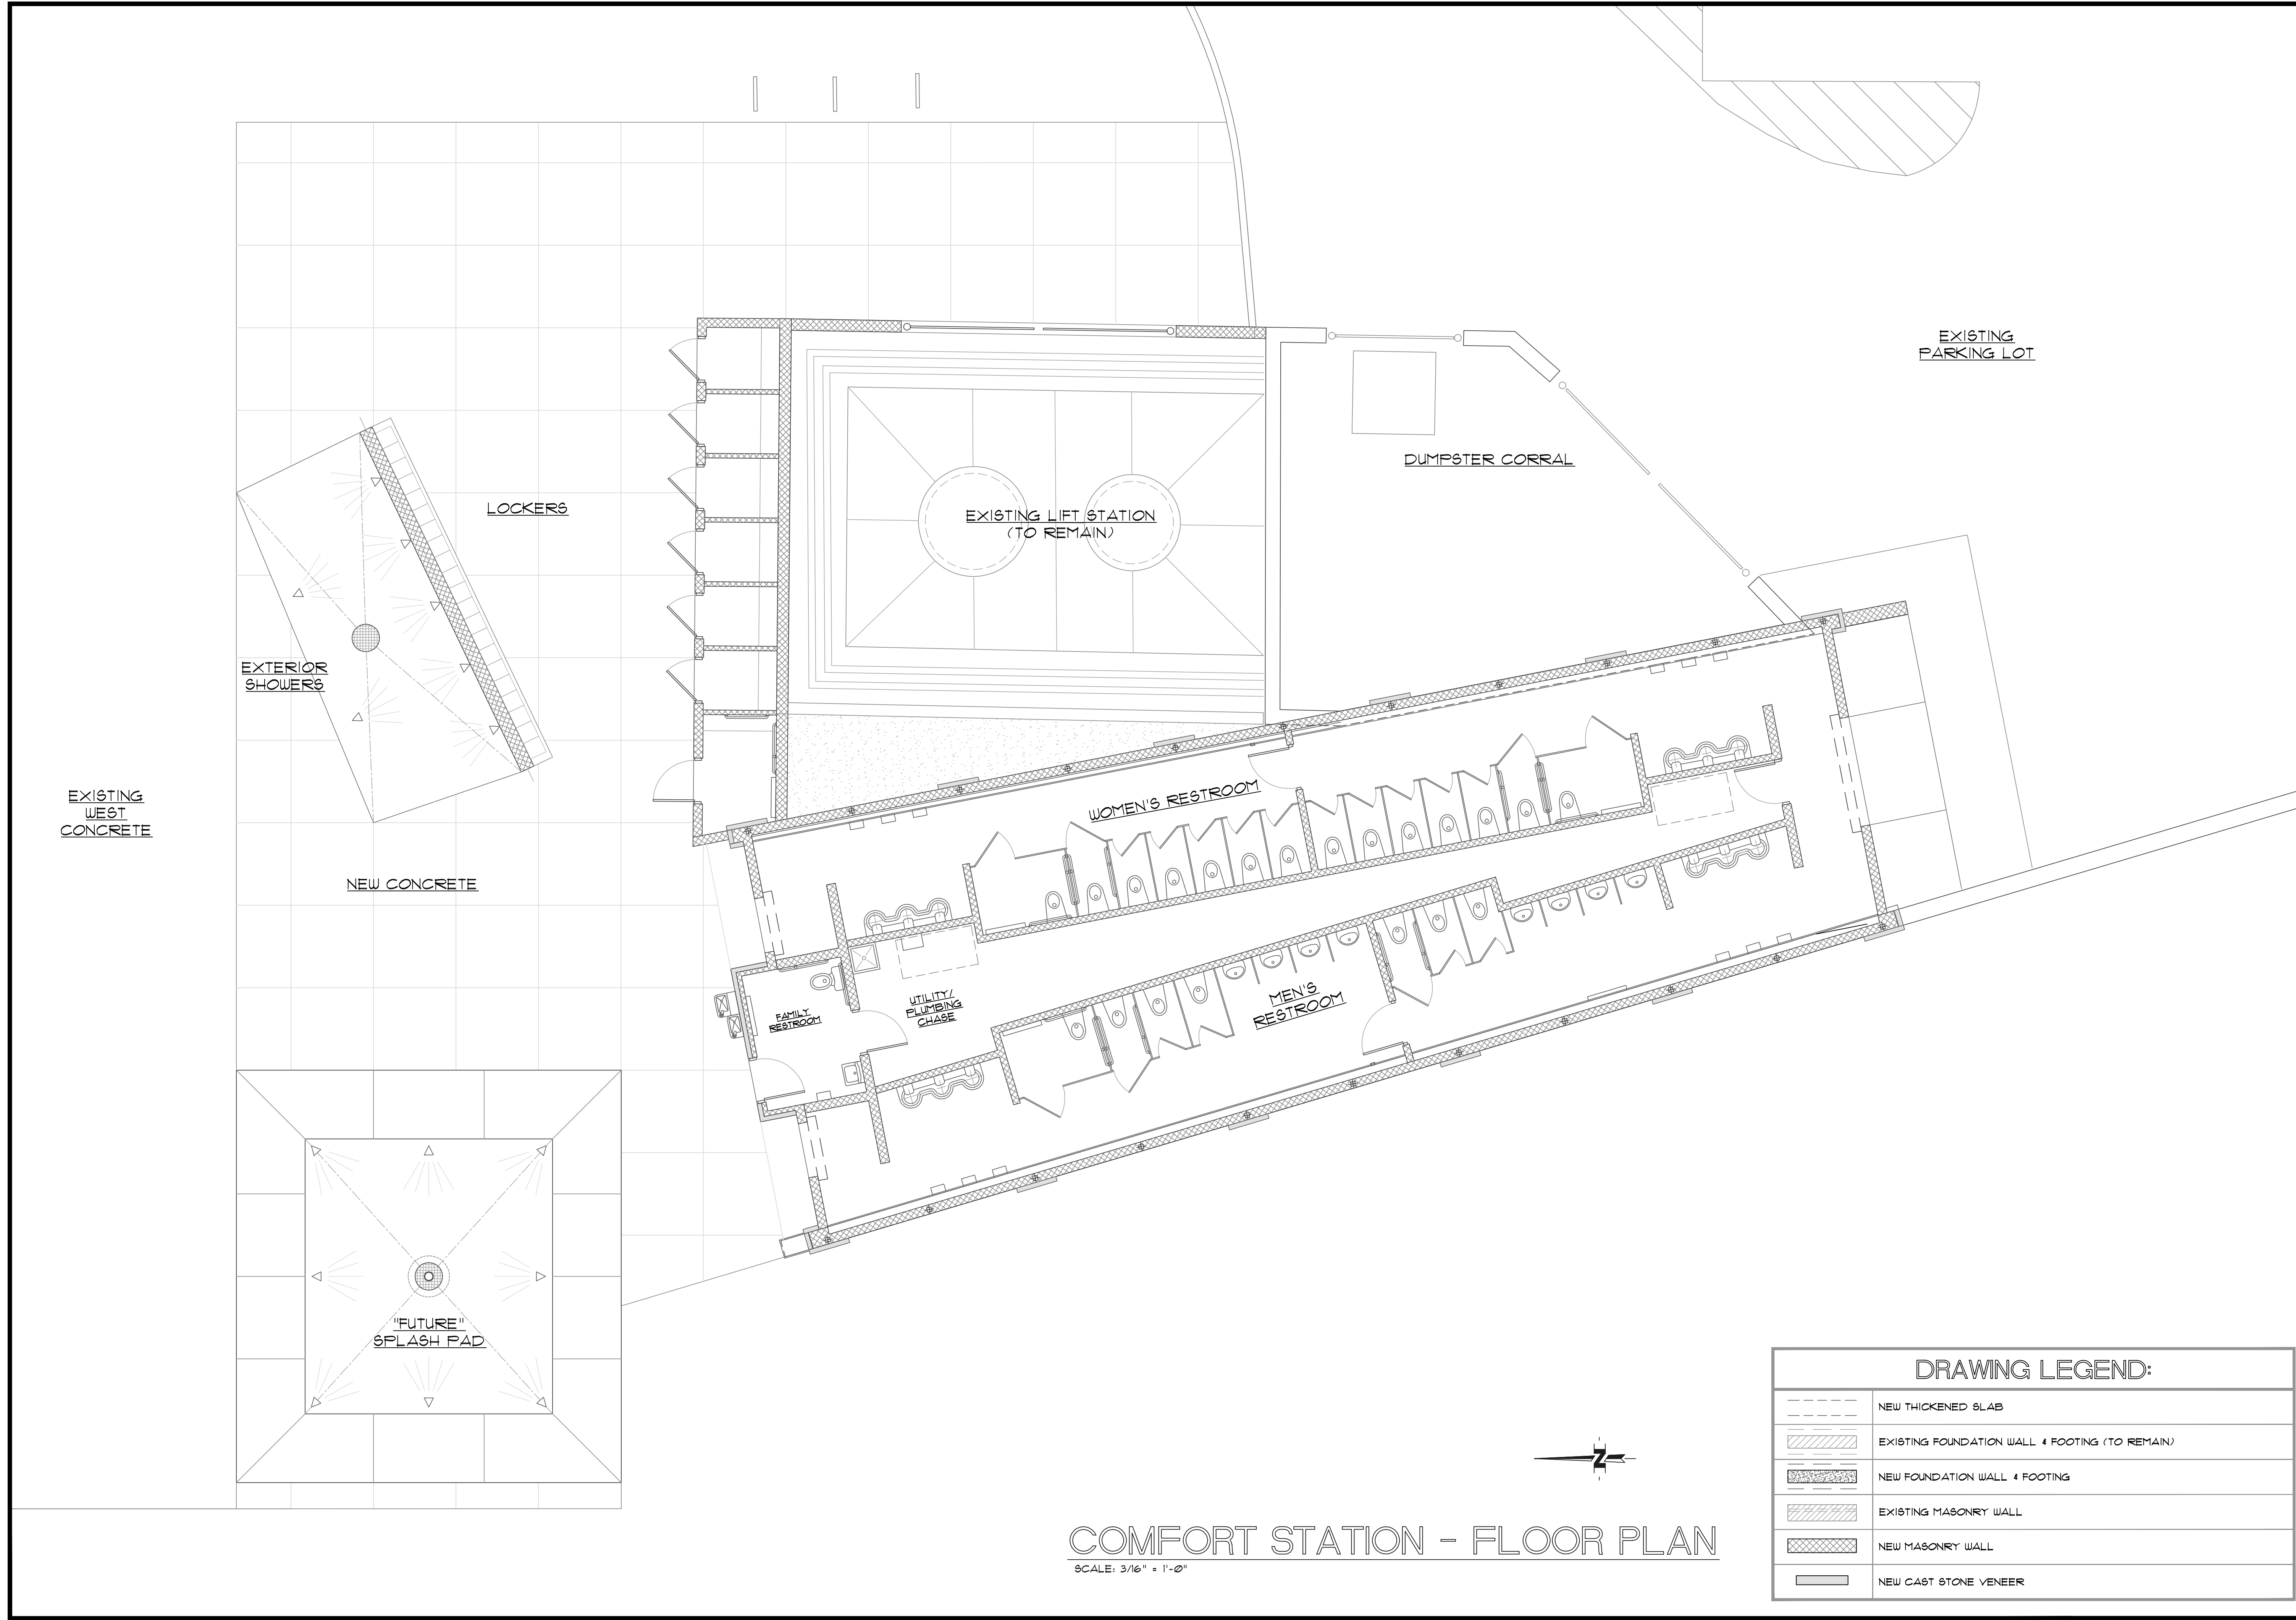 EXISTING
PARKING LOT
DUMPSTER CORRAL
LOCKERS
EXISTING LIFT STATION
(TO REMAIN)
EXTERIOR
SHOWERS
EXISTING
WEST
CONCRETE
WOMEN'S RESTROOM
NEW CONCRETE
UTILITY/
PLUMBING
CHASE
FAMILY
RESTROOM
MEN'S
RESTROOM
"FUTURE"
SPLASH PAD
DRAWING LEGEND:
NEW THICKENED SLAB
EXISTING FOUNDATION WALL & FOOTING (TO REMAIN)
NEW FOUNDATION WALL & FOOTING
EXISTING MASONRY WALL
NEW MASONRY WALL
NEW CAST STONE VENEER
N
COMFORT STATION - FLOOR PLAN
SCALE: 3/16" = 1'-0"